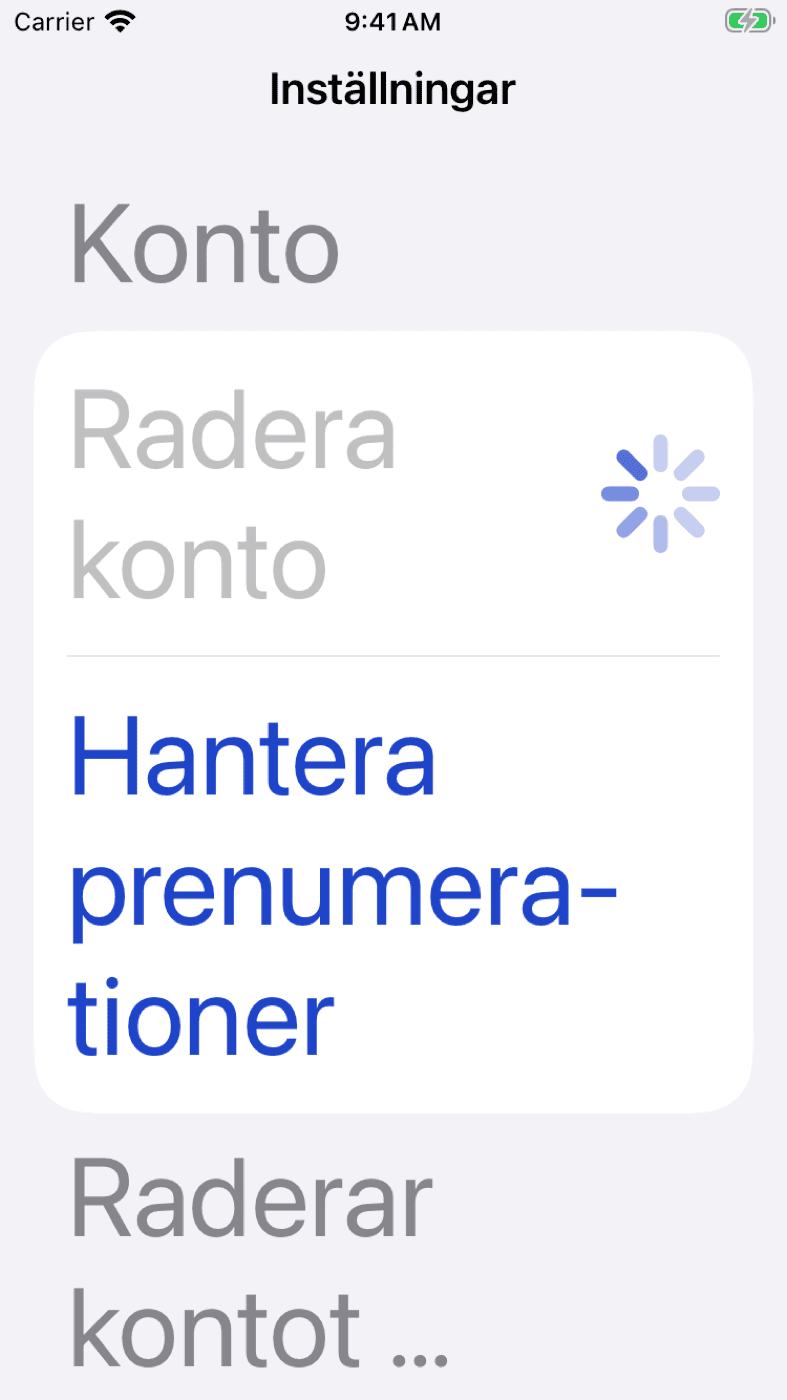 Carrier 9:41 AM
Inställningar
Konto
Radera
konto
Hantera
prenumera-
tioner
Raderar
kontot ...